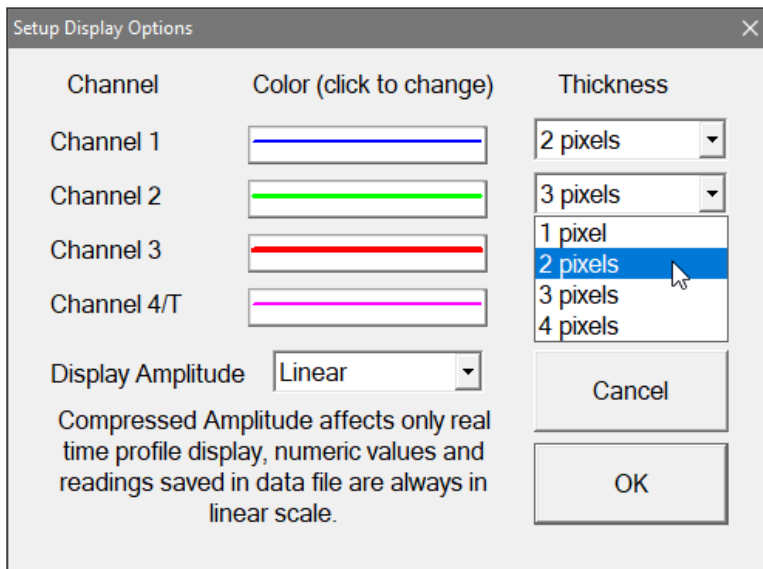 Setup Display Options
Channel Color (click to change) Thickness
Channel 1 2 pixels
Channel 2 3 pixels
1 pixel
Channel 3
2 pixels
3 pixels
Channel 4/T
4 pixels
Display Amplitude Linear
Cancel
Compressed Amplitude affects only real
time profile display, numeric values and
readings saved in data file are always in
linear scale.
OK